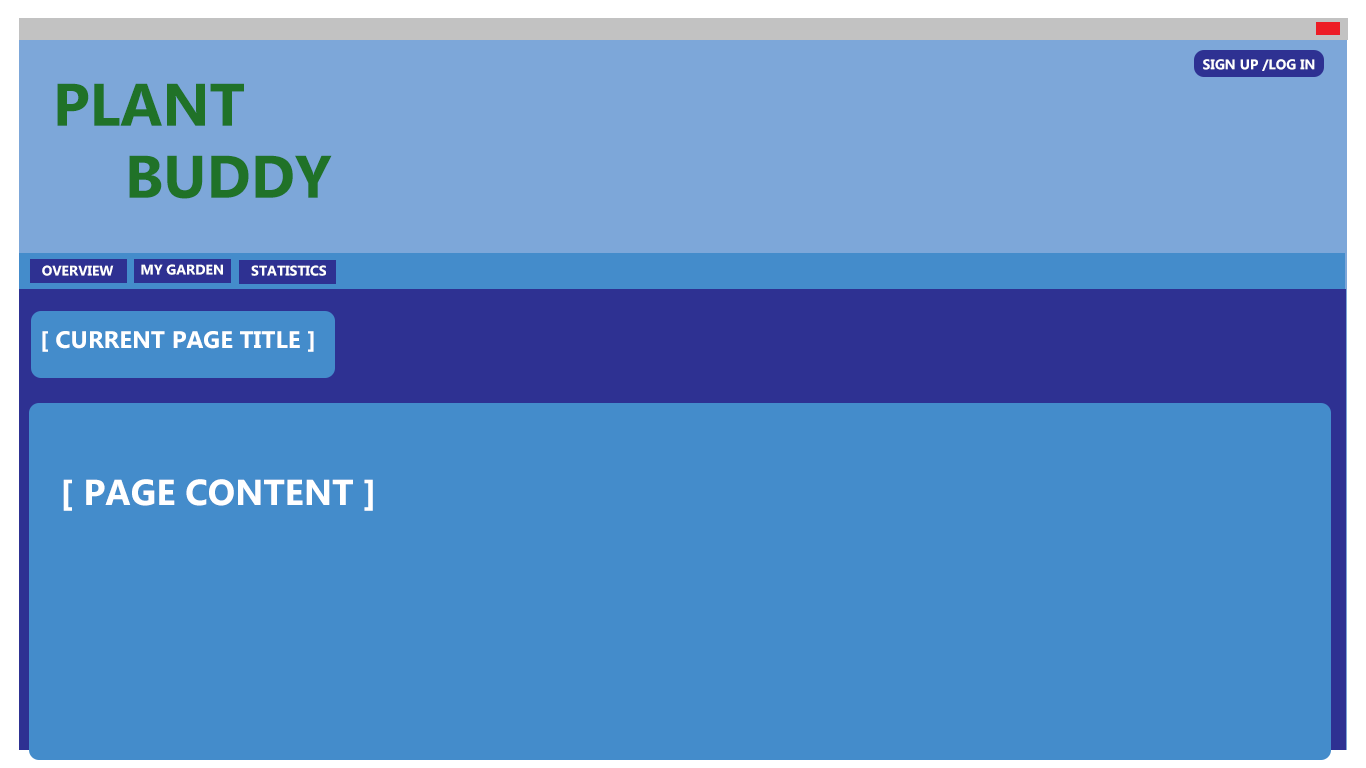 SIGN UP /LOG IN
PLANT
BUDDY
OVERVIEW
MY GARDEN
STATISTICS
[ CURRENT PAGE TITLE ]
[ PAGE CONTENT ]